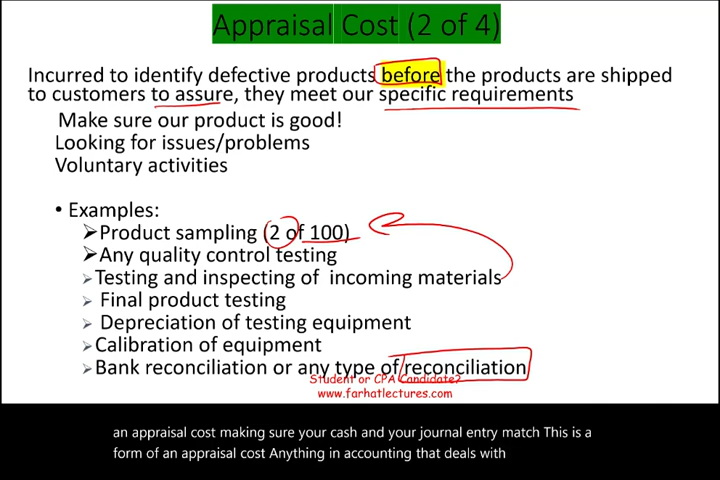 Appraisal Cost (2 of 4)
Incurred to identify defective products before the products are shipped
to customers to assure, they meet our specific requirements
Make sure our product is good!
Looking for issues/problems
Voluntary activities
• Examples:
➢Product sampling (2 of 100)
➢Any quality control testing
➢Testing and inspecting of incoming materials
➢Final product testing
➢Depreciation of testing equipment
➢Calibration of equipment
➢Bank reconciliation or any type of reconciliation
Student or CPA Candidate?
www.farhatlectures.com
an appraisal cost making sure your cash and your journal entry match This is a
form of an appraisal cost Anything in accounting that deals with